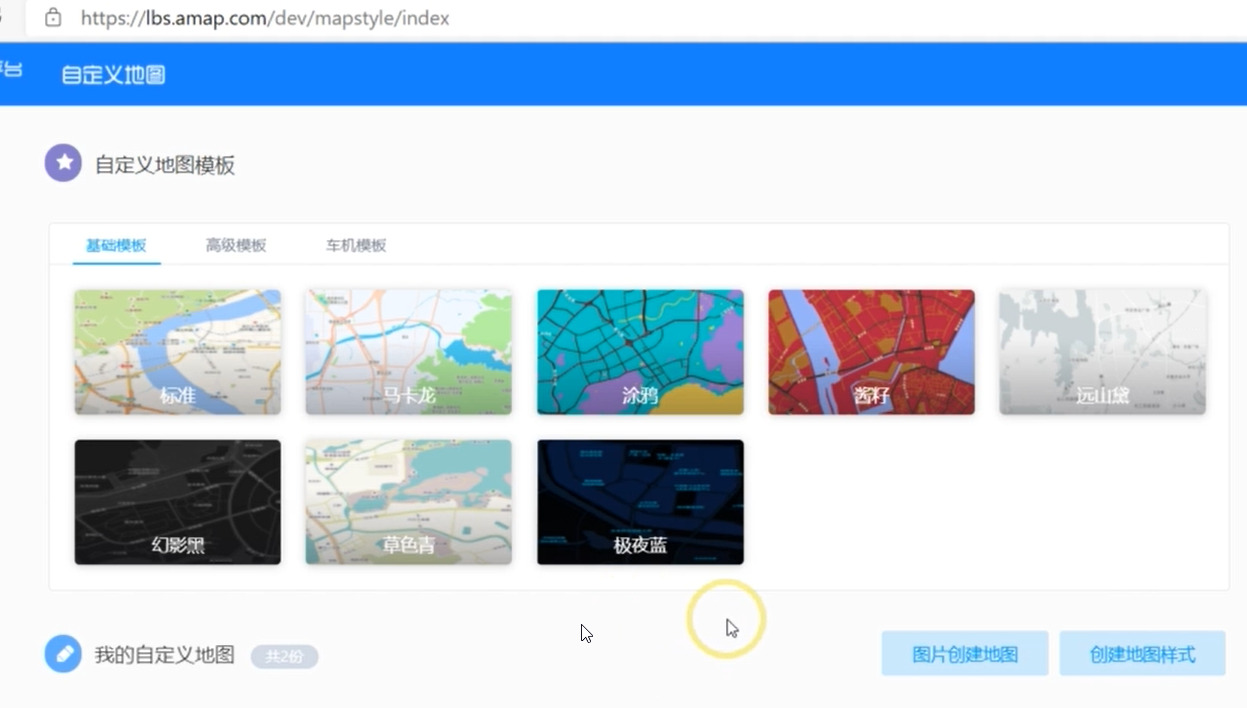 https://lbs.amap.com/dev/mapstyle/index
平台 自定义地图
自定义地图模板
基础模板 高级模板 车机模板
标准 马卡龙 涂鸦 酱籽 远山黛
幻影黑 草色青 极夜蓝
我的自定义地图 共2份 图片创建地图 创建地图样式